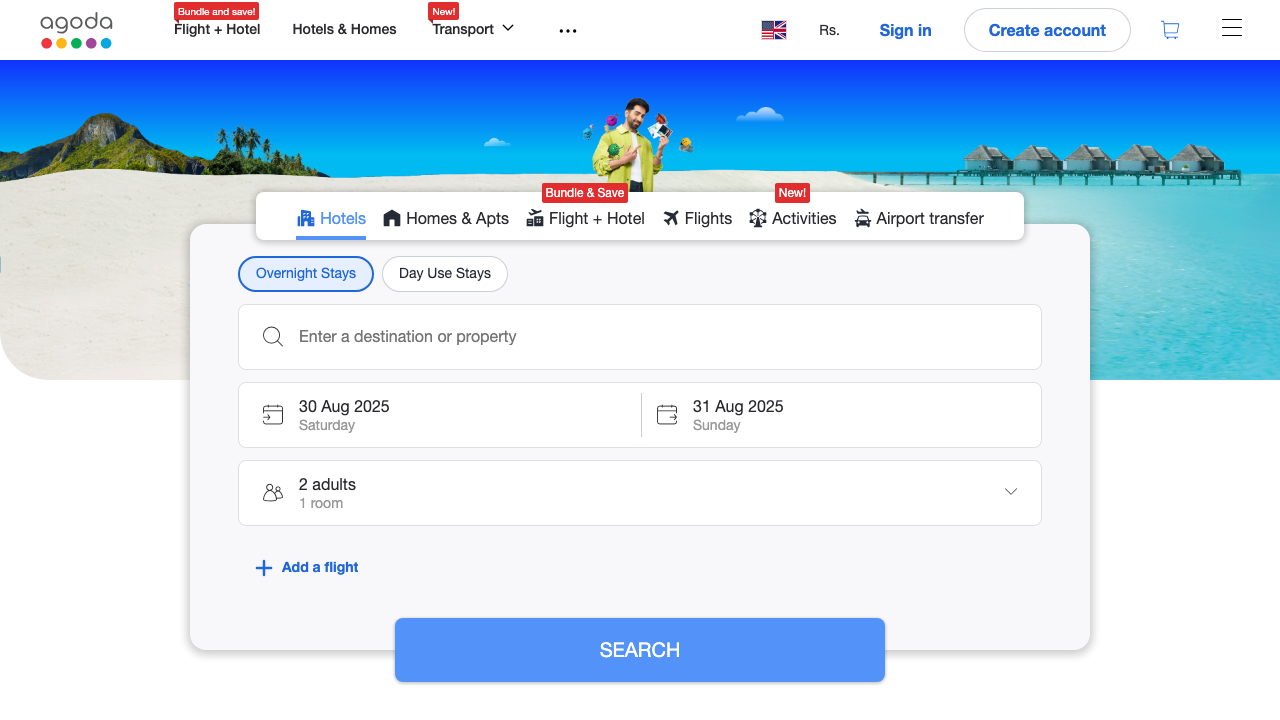 agoda
Bundle and save!
Flight + Hotel
Hotels & Homes
New!
Transport
Rs.
Sign in
Create account
Bundle & Save
New!
Hotels
Homes & Apts
Flight + Hotel
Flights
Activities
Airport transfer
Overnight Stays
Day Use Stays
Enter a destination or property
30 Aug 2025
Saturday
31 Aug 2025
Sunday
2 adults
1 room
Add a flight
SEARCH